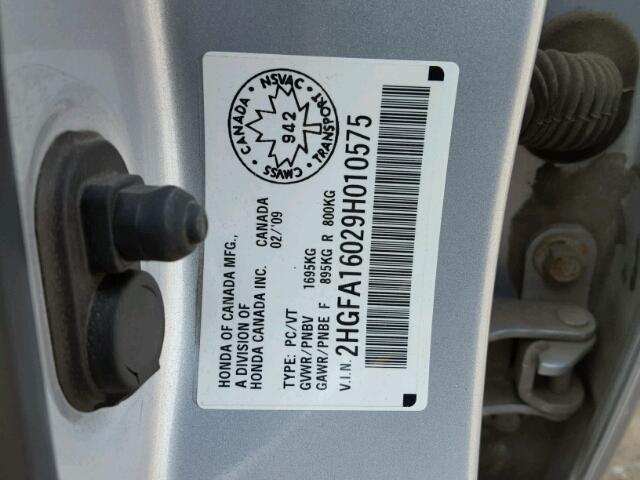 HONDA OF CANADA MFG.,
A DIVISION OF
HONDA CANADA INC. CANADA
02/'09
TYPE: PC/VT
GVWR/PNBV 1695KG
GAWR/PNBE F 895KG R 800KG
V.I.N. 2HGFA16029H010575
CANADA · NSVAC ·
TRANSPORT · CMVSS ·
942